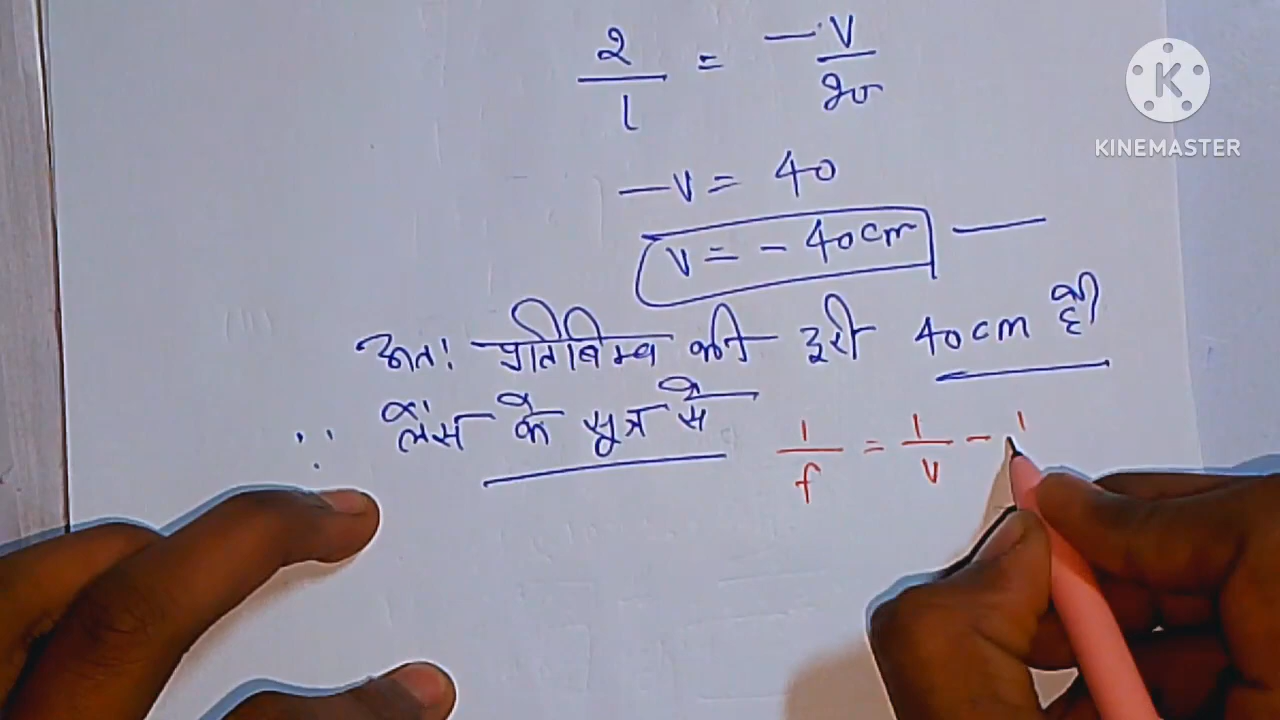 2/1 = -v/20
-v = 40
v = - 40cm
अतः प्रतिबिम्ब की दूरी 40cm है
∵ लेंस के सूत्र से 1/f = 1/v - 1
K
KINEMASTER